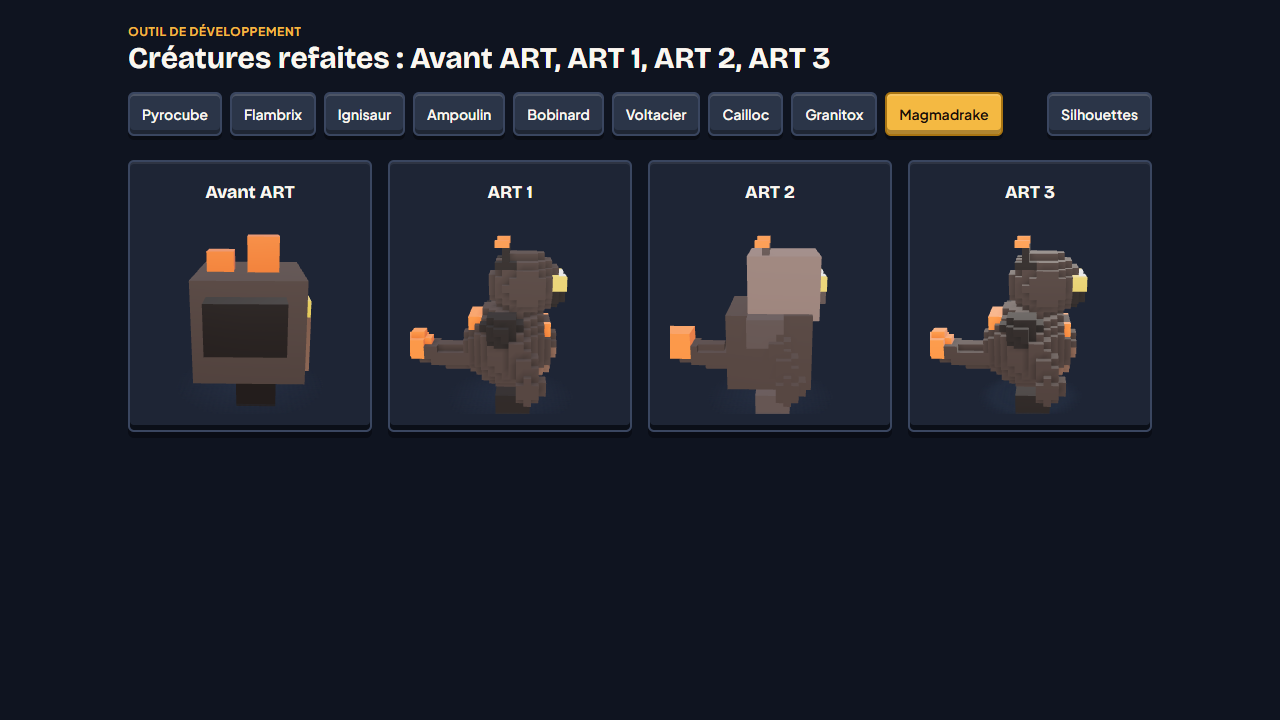 OUTIL DE DÉVELOPPEMENT
Créatures refaites : Avant ART, ART 1, ART 2, ART 3
Pyrocube Flambrix Ignisaur Ampoulin Bobinard Voltacier Cailloc Granitox Magmadrake Silhouettes
Avant ART ART 1 ART 2 ART 3